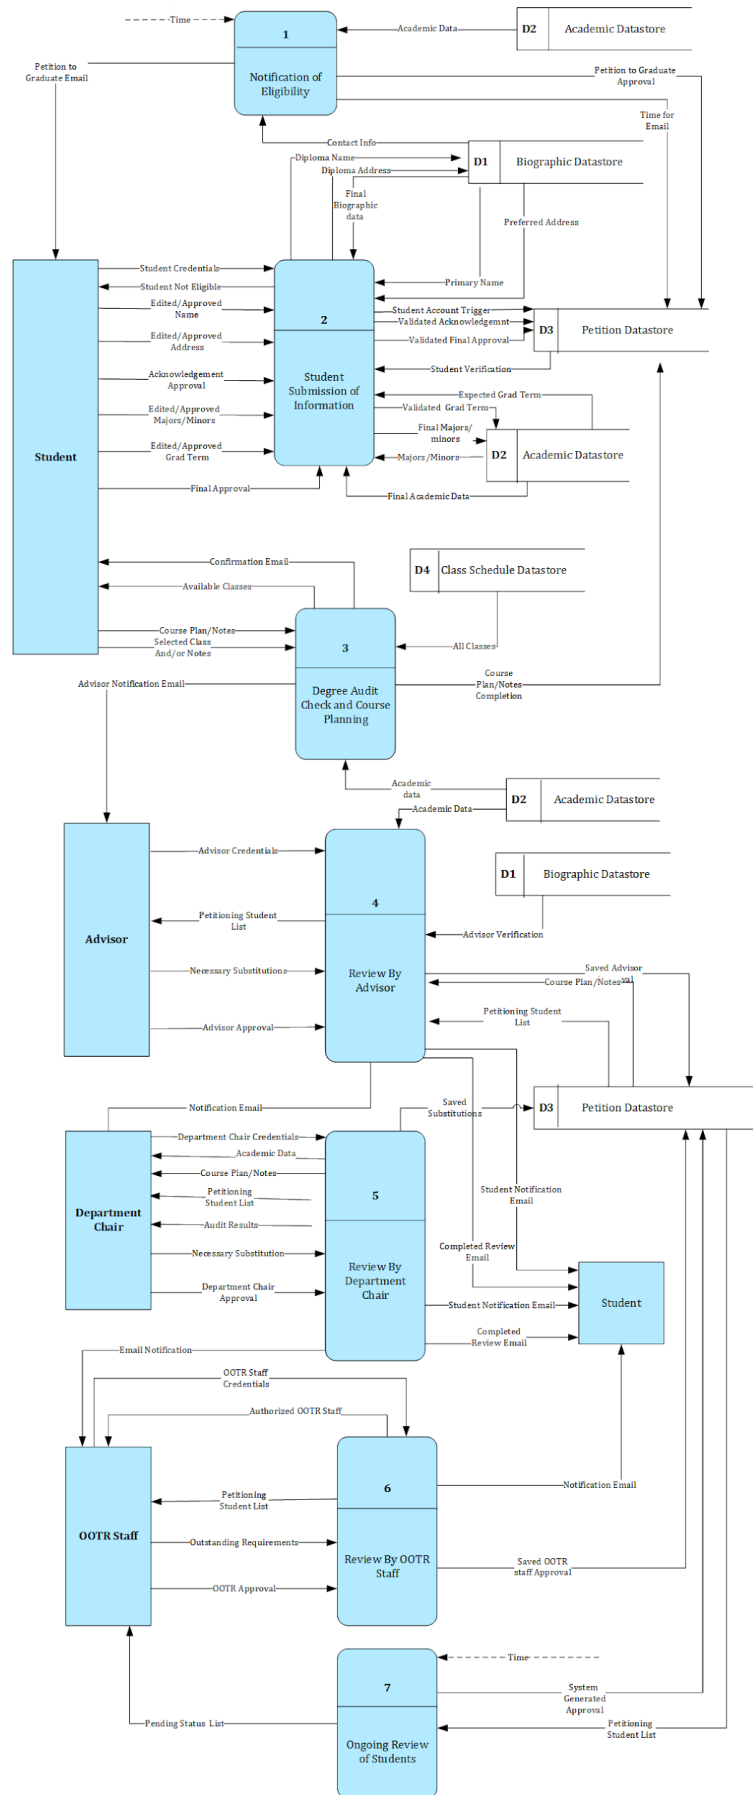 Time
1
Academic Data
D2
Academic Datastore
Petition to
Graduate Email
Notification of
Eligibility
Petition to Graduate
Approval
Time for
Email
Contact Info
Diploma Name
Diploma Address
D1
Biographic Datastore
Final
Biographic
data
Preferred Address
Student Credentials
Student Not Eligible
Primary Name
Edited/Approved
Name
2
Student Account Trigger
Validated Acknowledgemnt
D3
Petition Datastore
Edited/Approved
Address
Validated Final Approval
Student Verification
Acknowledgement
Approval
Student
Submission of
Information
Expected Grad Term
Validated Grad Term
Edited/Approved
Majors/Minors
Final Majors/
minors
Edited/Approved
Grad Term
Student
Majors/Minors
D2
Academic Datastore
Final Approval
Final Academic Data
Confirmation Email
D4
Class Schedule Datastore
Available Classes
Course Plan/Notes
Selected Class
And/or Notes
3
All Classes
Advisor Notification Email
Degree Audit
Check and Course
Planning
Course
Plan/Notes
Completion
Academic
data
D2
Academic Datastore
Academic Data
Advisor Credentials
D1
Biographic Datastore
4
Petitioning Student
List
Advisor
Advisor Verification
Necessary Substitutions
Review By
Advisor
Saved Advisor
val
Course Plan/Notes
Petitioning Student
List
Advisor Approval
Notification Email
Saved
Substitutions
D3
Petition Datastore
Department Chair Credentials
Academic Data
Course Plan/Notes
Petitioning
Student List
5
Student Notification
Email
Department
Chair
Audit Results
Necessary Substitution
Review By
Department
Chair
Completed Review
Email
Department Chair
Approval
Student Notification Email
Student
Completed
Review Email
Email Notification
OOTR Staff
Credentials
Authorized OOTR Staff
6
Notification Email
Petitioning
Student List
OOTR Staff
Outstanding Requirements
Review By OOTR
Staff
Saved OOTR
staff Approval
OOTR Approval
Time
7
System
Generated
Approval
Pending Status List
Petitioning
Student List
Ongoing Review
of Students